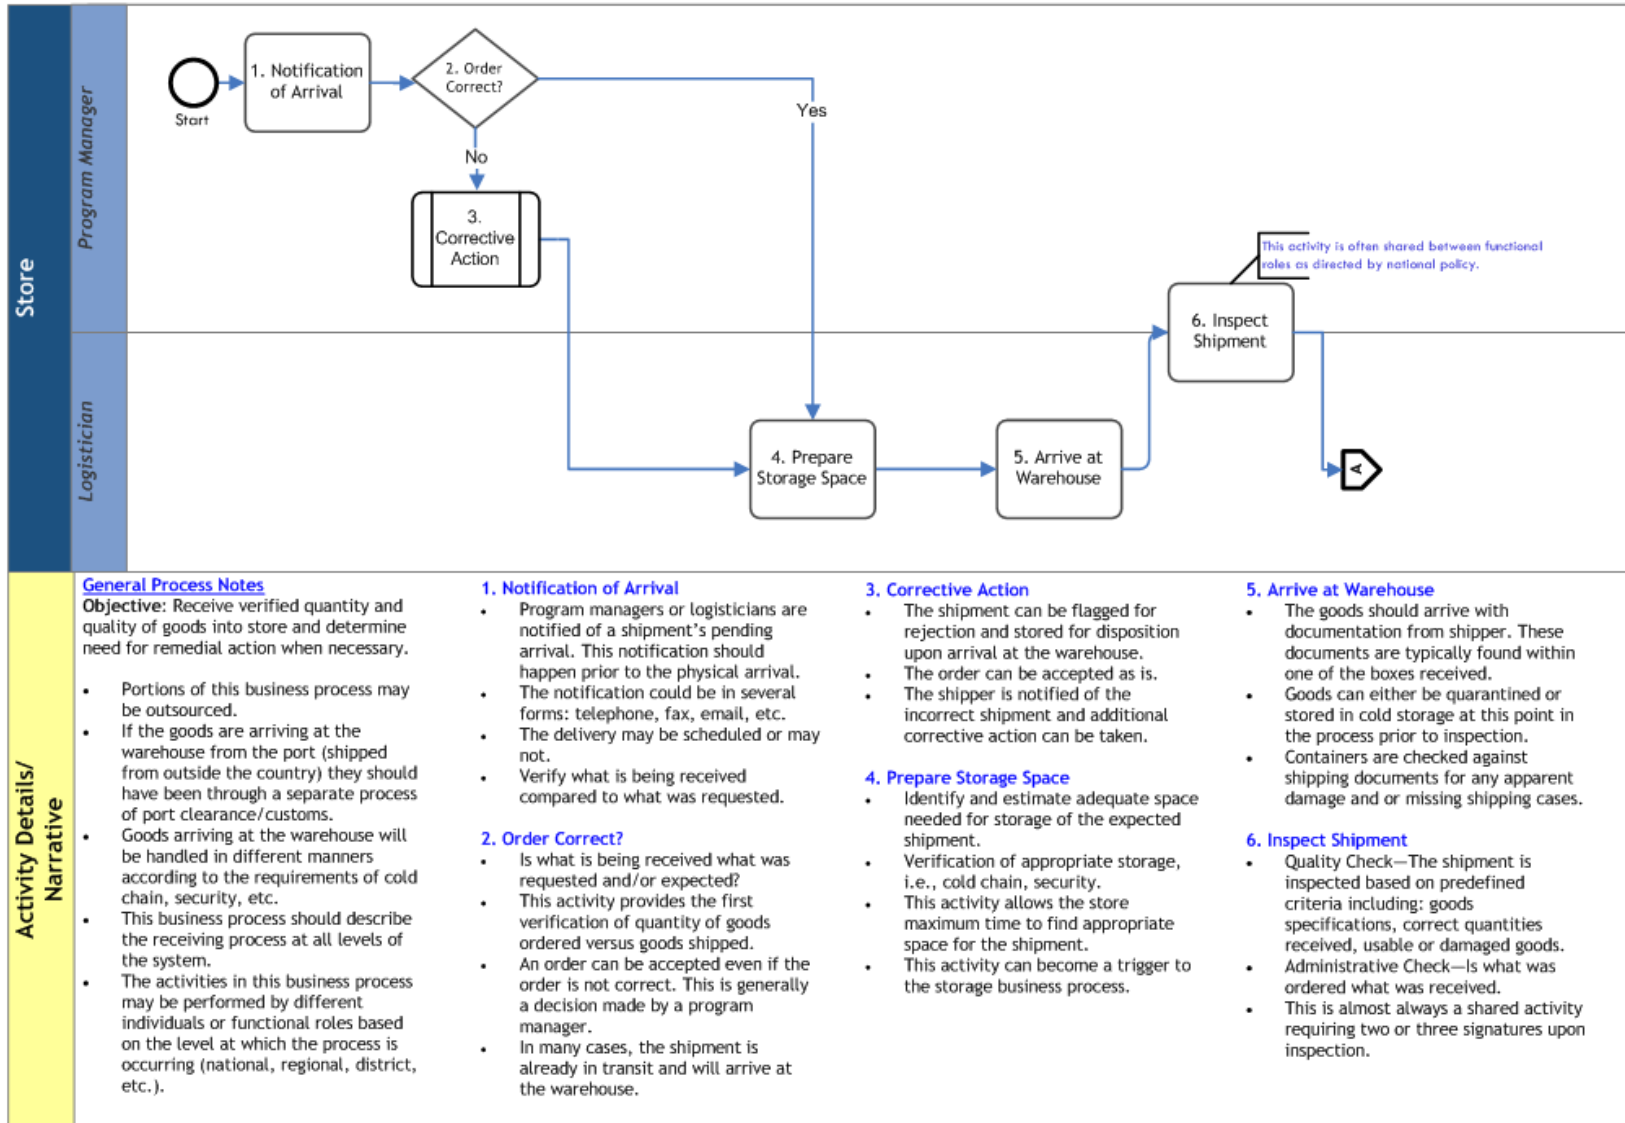 Store
Program Manager
Logistician
Start
1. Notification
of Arrival
2. Order
Correct?
Yes
No
3.
Corrective
Action
4. Prepare
Storage Space
5. Arrive at
Warehouse
6. Inspect
Shipment
This activity is often shared between functional
roles as directed by national policy.
A
Activity Details/
Narrative
General Process Notes
Objective: Receive verified quantity and
quality of goods into store and determine
need for remedial action when necessary.
• Portions of this business process may
be outsourced.
• If the goods are arriving at the
warehouse from the port (shipped
from outside the country) they should
have been through a separate process
of port clearance/customs.
• Goods arriving at the warehouse will
be handled in different manners
according to the requirements of cold
chain, security, etc.
• This business process should describe
the receiving process at all levels of
the system.
• The activities in this business process
may be performed by different
individuals or functional roles based
on the level at which the process is
occurring (national, regional, district,
etc.).
1. Notification of Arrival
• Program managers or logisticians are
notified of a shipment's pending
arrival. This notification should
happen prior to the physical arrival.
• The notification could be in several
forms: telephone, fax, email, etc.
• The delivery may be scheduled or may
not.
• Verify what is being received
compared to what was requested.
2. Order Correct?
• Is what is being received what was
requested and/or expected?
• This activity provides the first
verification of quantity of goods
ordered versus goods shipped.
• An order can be accepted even if the
order is not correct. This is generally
a decision made by a program
manager.
• In many cases, the shipment is
already in transit and will arrive at
the warehouse.
3. Corrective Action
• The shipment can be flagged for
rejection and stored for disposition
upon arrival at the warehouse.
• The order can be accepted as is.
• The shipper is notified of the
incorrect shipment and additional
corrective action can be taken.
4. Prepare Storage Space
• Identify and estimate adequate space
needed for storage of the expected
shipment.
• Verification of appropriate storage,
i.e., cold chain, security.
• This activity allows the store
maximum time to find appropriate
space for the shipment.
• This activity can become a trigger to
the storage business process.
5. Arrive at Warehouse
• The goods should arrive with
documentation from shipper. These
documents are typically found within
one of the boxes received.
• Goods can either be quarantined or
stored in cold storage at this point in
the process prior to inspection.
• Containers are checked against
shipping documents for any apparent
damage and or missing shipping cases.
6. Inspect Shipment
• Quality Check—The shipment is
inspected based on predefined
criteria including: goods
specifications, correct quantities
received, usable or damaged goods.
• Administrative Check—Is what was
ordered what was received.
• This is almost always a shared activity
requiring two or three signatures upon
inspection.